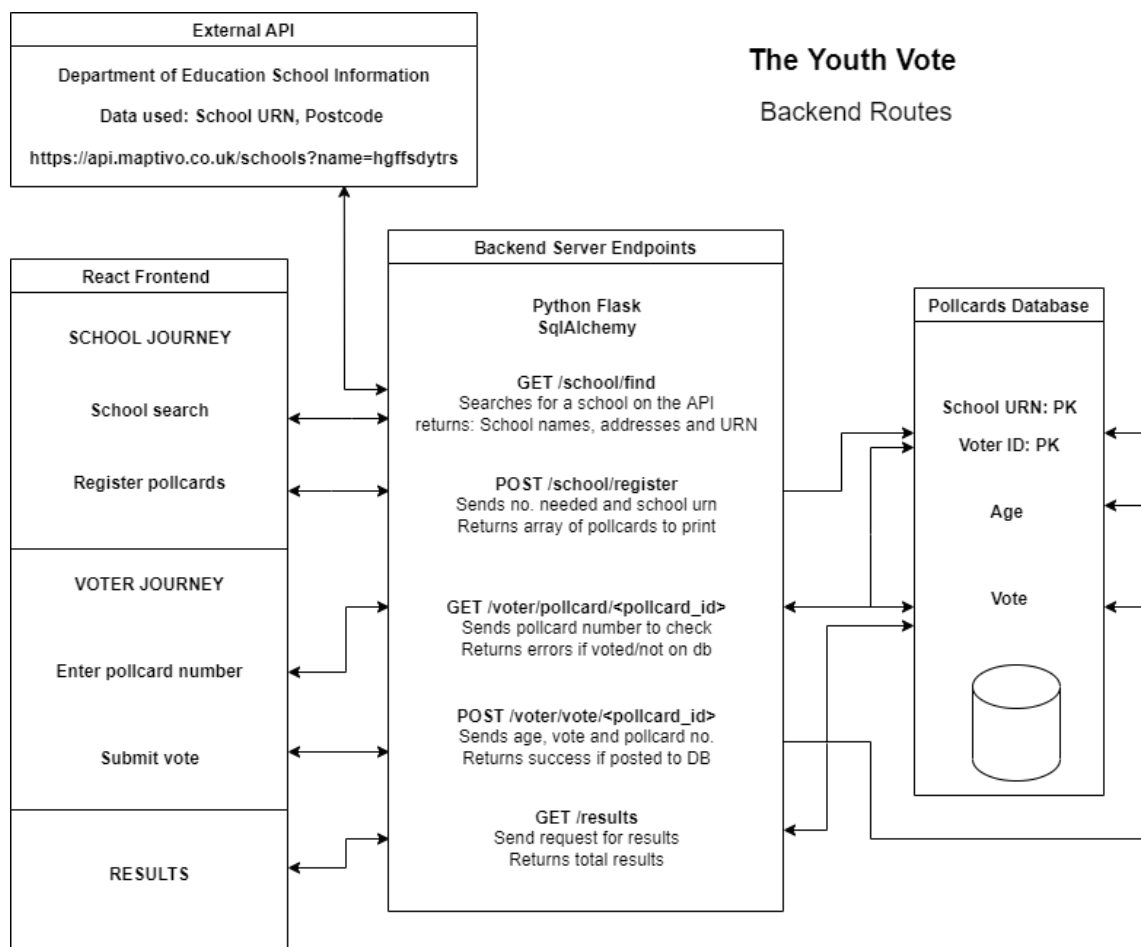 External API
Department of Education School Information
Data used: School URN, Postcode
https://api.maptivo.co.uk/schools?name=hgffsdytrs
The Youth Vote
Backend Routes
React Frontend
SCHOOL JOURNEY
School search
Register pollcards
VOTER JOURNEY
Enter pollcard number
Submit vote
RESULTS
Backend Server Endpoints
Python Flask
SqlAlchemy
GET /school/find
Searches for a school on the API
returns: School names, addresses and URN
POST /school/register
Sends no. needed and school urn
Returns array of pollcards to print
GET /voter/pollcard/<pollcard_id>
Sends pollcard number to check
Returns errors if voted/not on db
POST /voter/vote/<pollcard_id>
Sends age, vote and pollcard no.
Returns success if posted to DB
GET /results
Send request for results
Returns total results
Pollcards Database
School URN: PK
Voter ID: PK
Age
Vote